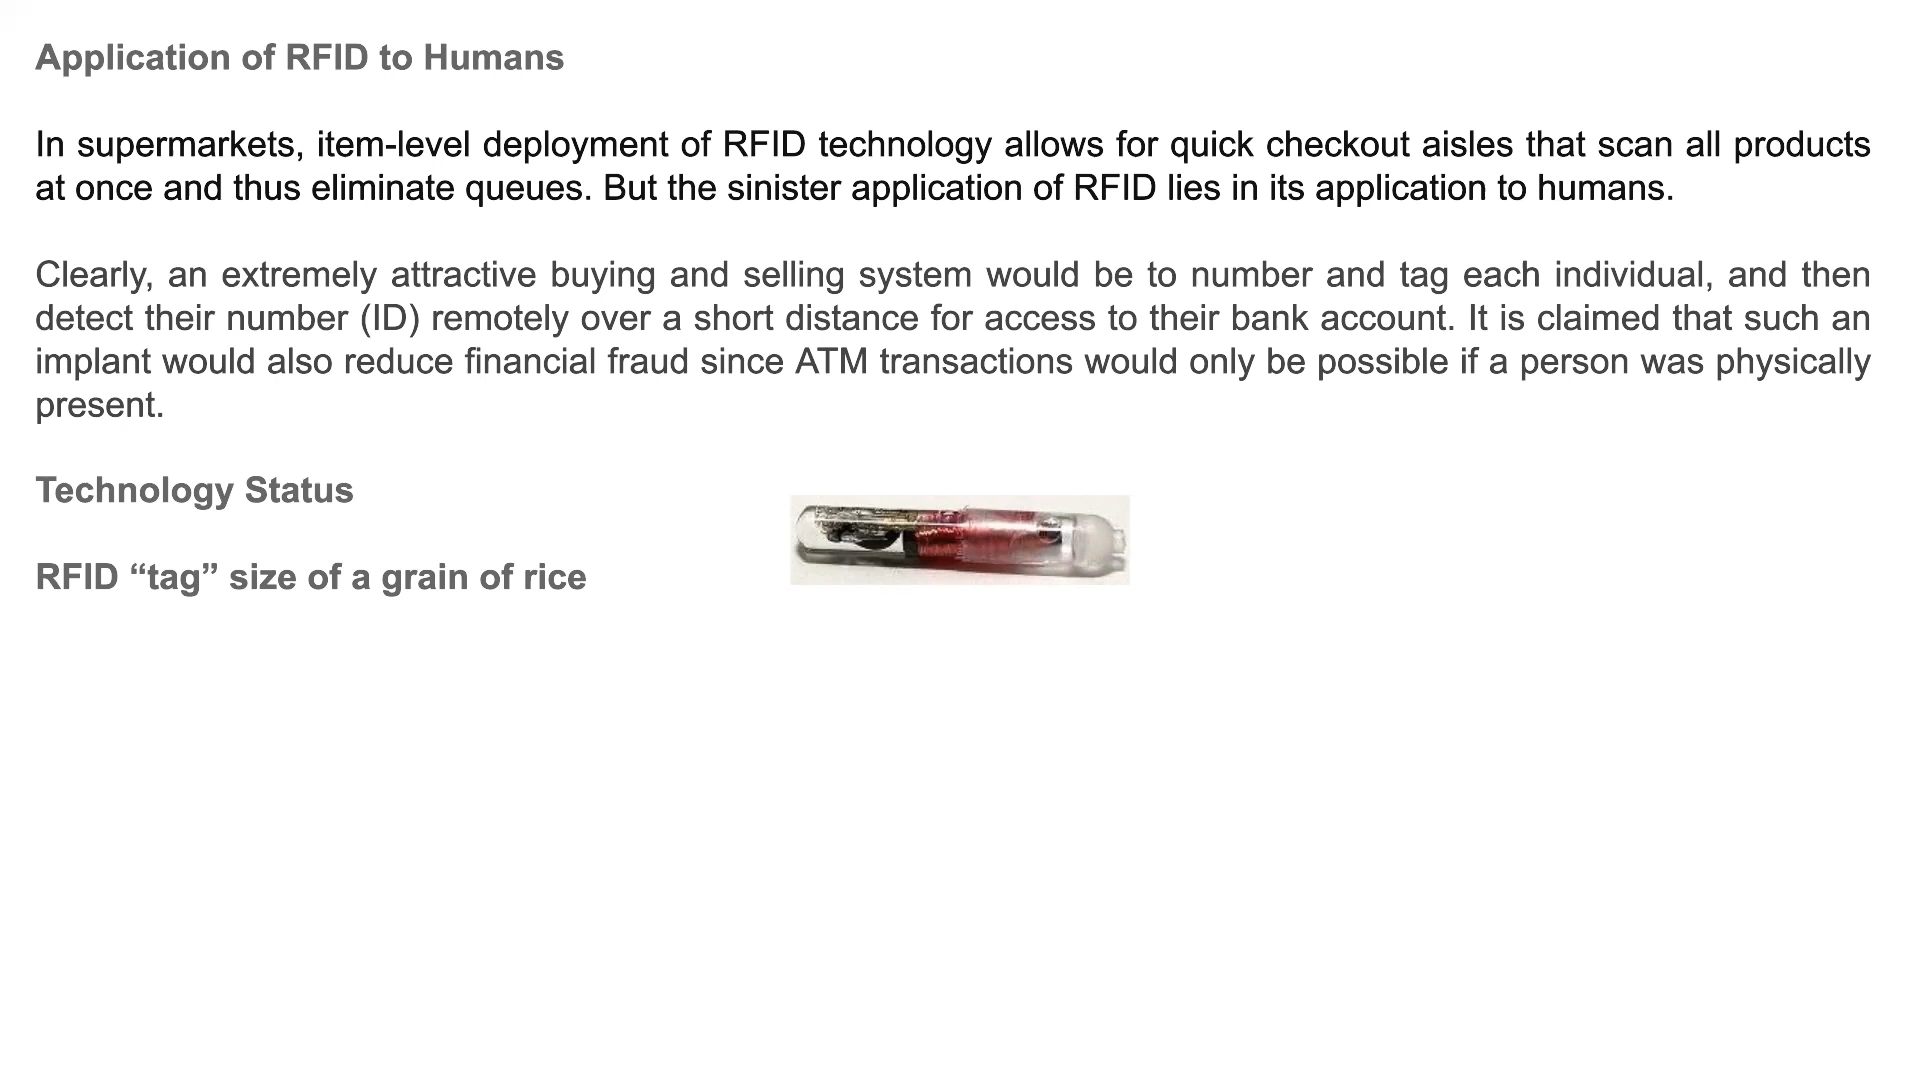 Application of RFID to Humans
In supermarkets, item-level deployment of RFID technology allows for quick checkout aisles that scan all products
at once and thus eliminate queues. But the sinister application of RFID lies in its application to humans.
Clearly, an extremely attractive buying and selling system would be to number and tag each individual, and then
detect their number (ID) remotely over a short distance for access to their bank account. It is claimed that such an
implant would also reduce financial fraud since ATM transactions would only be possible if a person was physically
present.
Technology Status
RFID “tag” size of a grain of rice